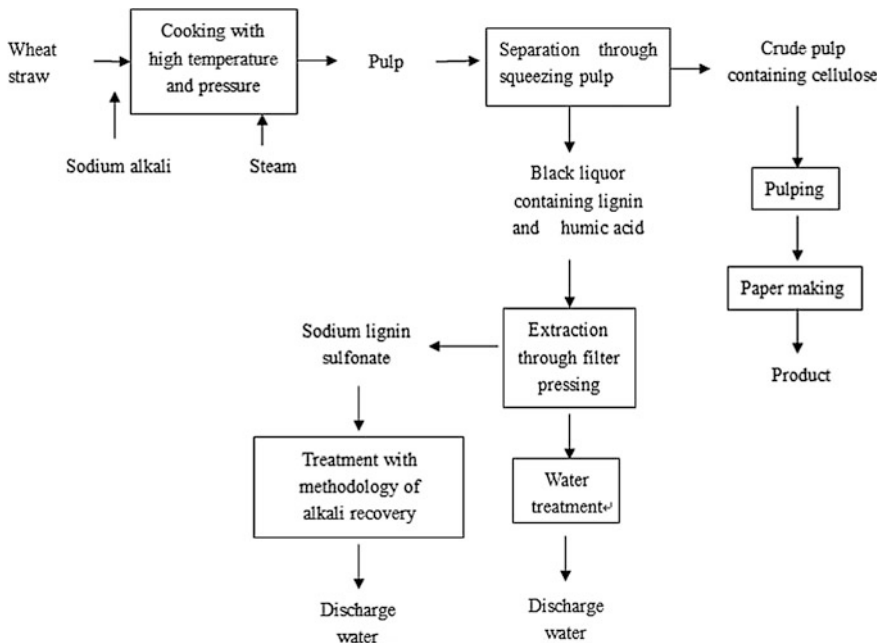 Wheat
straw
Cooking with
high temperature
and pressure
Pulp
Separation through
squeezing pulp
Crude pulp
containing cellulose
Sodium alkali
Steam
Black liquor
containing lignin
and humic acid
Pulping
Paper making
Product
Sodium lignin
sulfonate
Extraction
through filter
pressing
Treatment with
methodology of
alkali recovery
Water
treatment↵
Discharge
water
Discharge
water